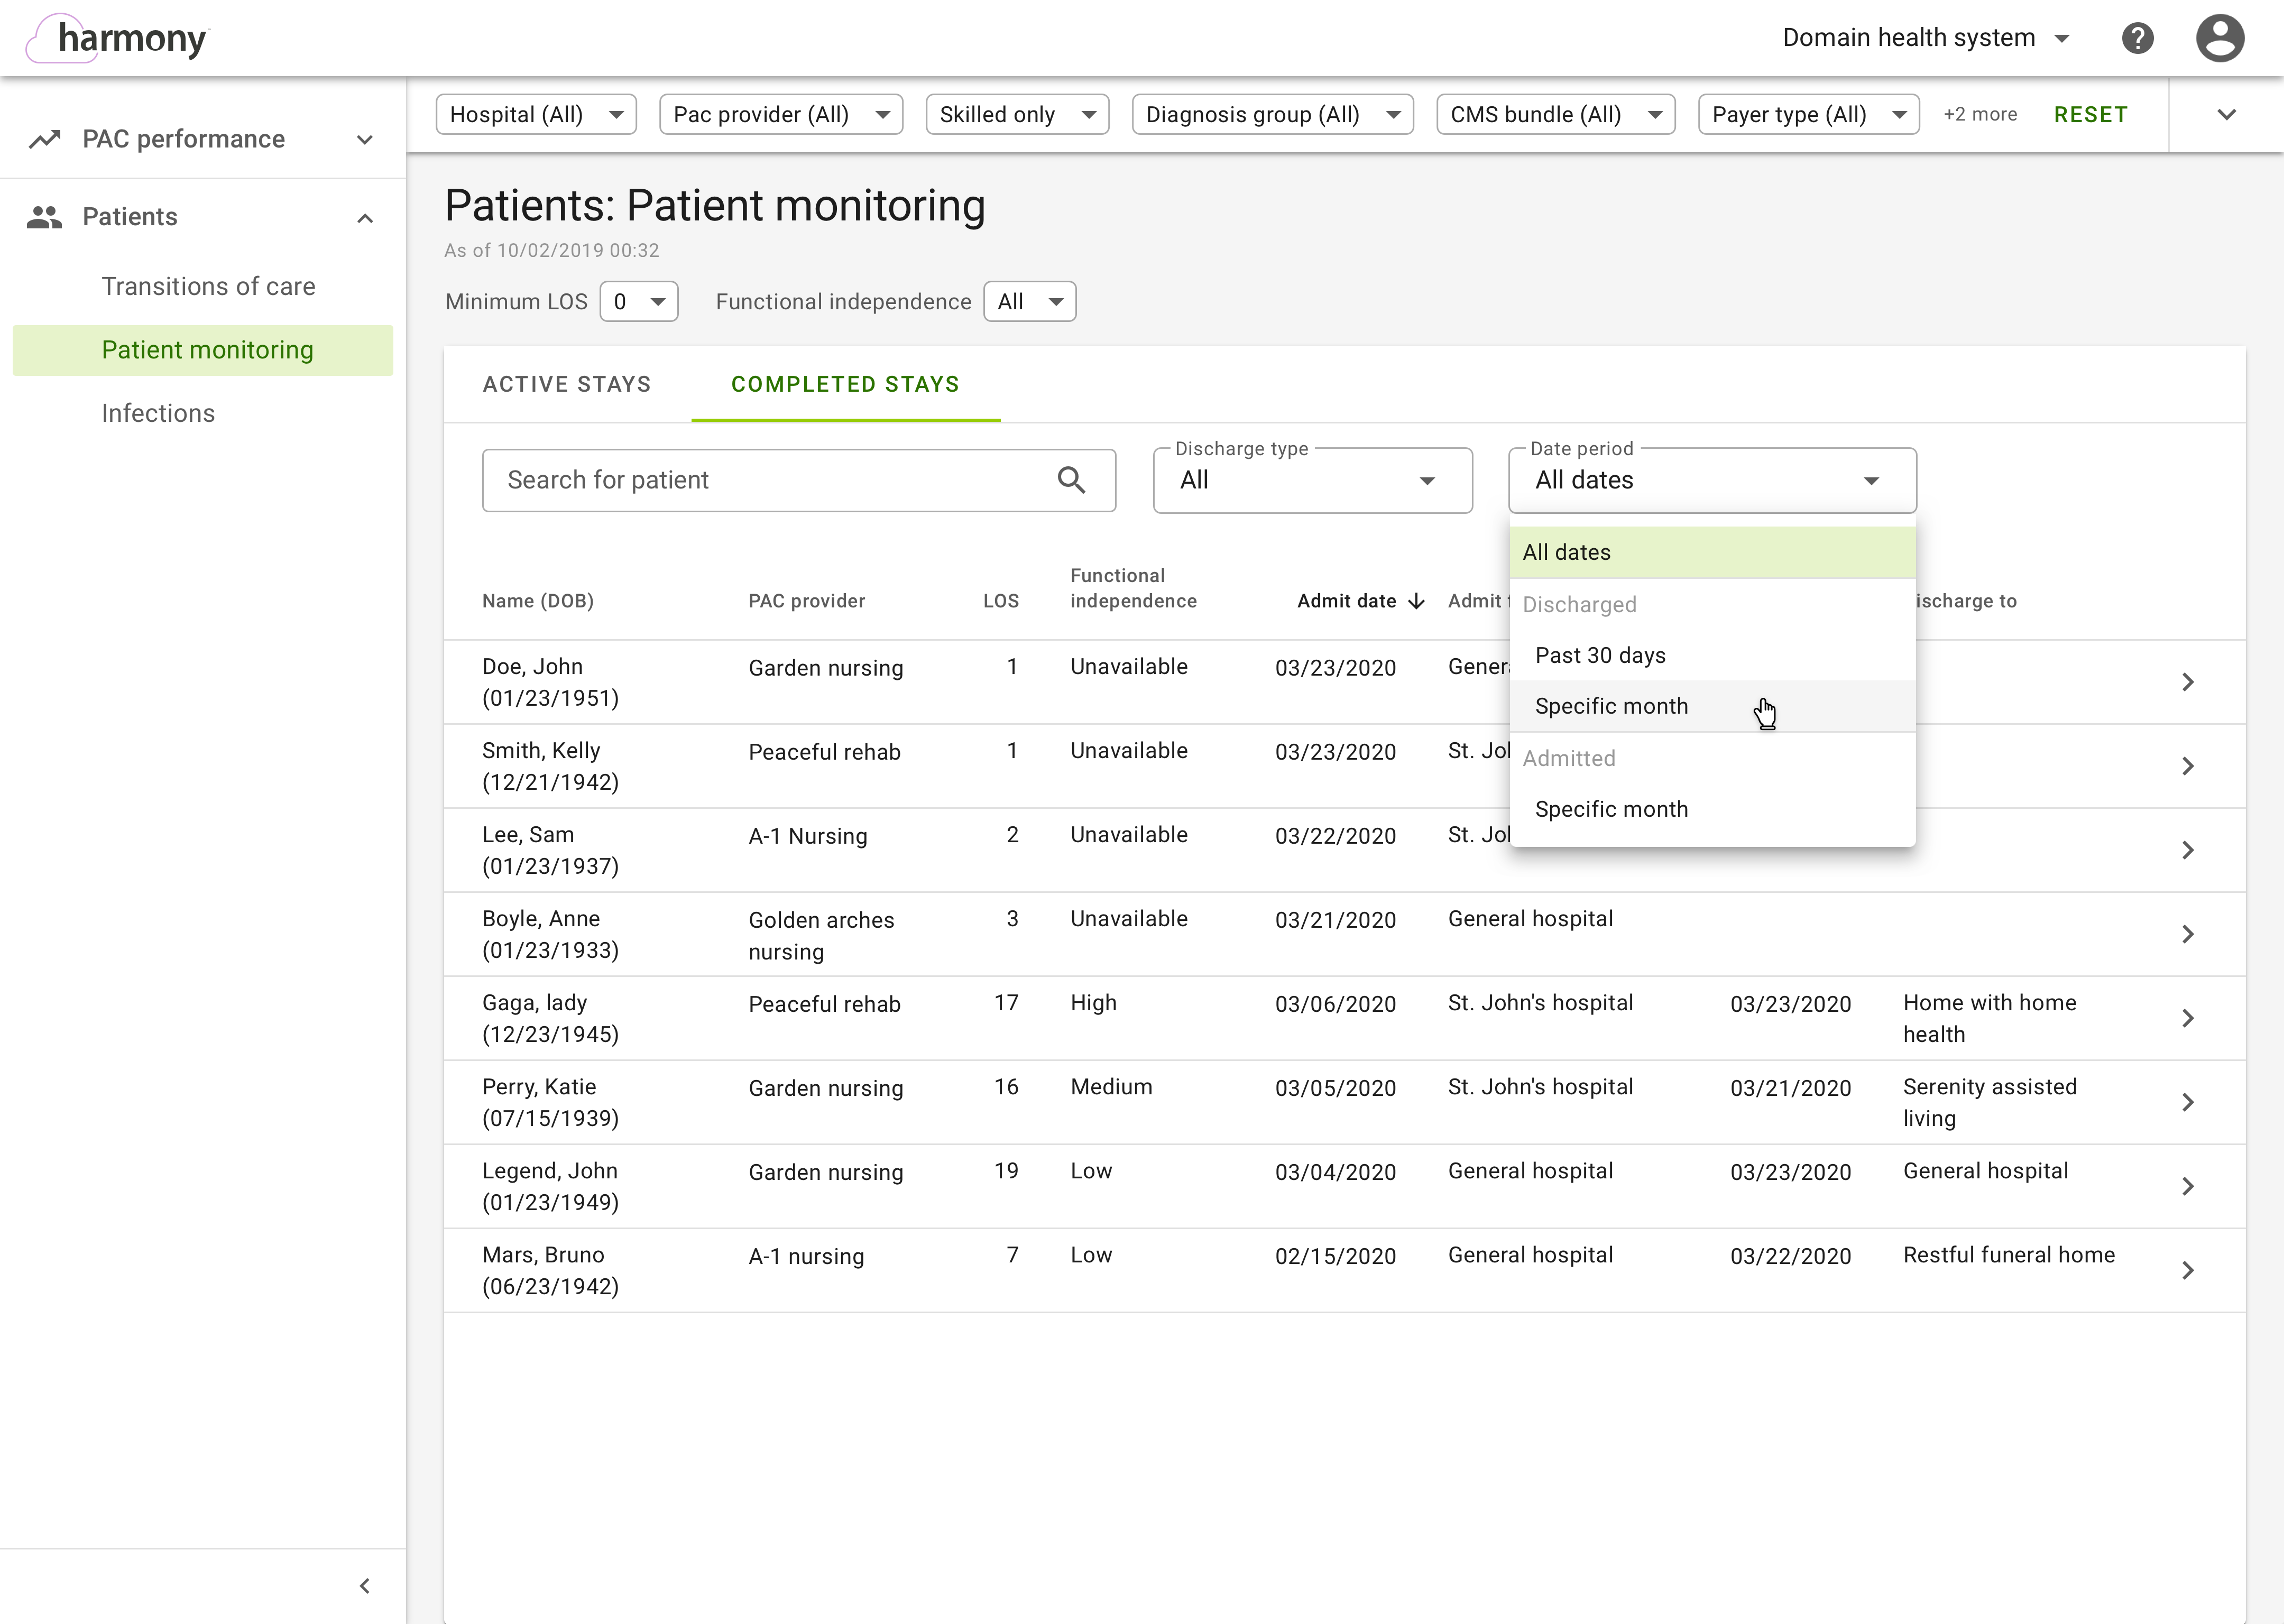 harmony
Domain health system
PAC performance
Patients
Transitions of care
Patient monitoring
Infections
Hospital (All)
Pac provider (All)
Skilled only
Diagnosis group (All)
CMS bundle (All)
Payer type (All)
+2 more
RESET
Patients: Patient monitoring
As of 10/02/2019 00:32
Minimum LOS 0 Functional independence All
ACTIVE STAYS COMPLETED STAYS
Search for patient
Discharge type
All
Date period
All dates
All dates
Discharged
Past 30 days
Specific month
Admitted
Specific month
Name (DOB) PAC provider LOS Functional independence Admit date Admit ischarge to
Doe, John Garden nursing 1 Unavailable 03/23/2020 Gener
(01/23/1951)
Smith, Kelly Peaceful rehab 1 Unavailable 03/23/2020 St. Jo
(12/21/1942)
Lee, Sam A-1 Nursing 2 Unavailable 03/22/2020 St. Jo
(01/23/1937)
Boyle, Anne Golden arches 3 Unavailable 03/21/2020 General hospital
(01/23/1933) nursing
Gaga, lady Peaceful rehab 17 High 03/06/2020 St. John's hospital 03/23/2020 Home with home
(12/23/1945) health
Perry, Katie Garden nursing 16 Medium 03/05/2020 St. John's hospital 03/21/2020 Serenity assisted
(07/15/1939) living
Legend, John Garden nursing 19 Low 03/04/2020 General hospital 03/23/2020 General hospital
(01/23/1949)
Mars, Bruno A-1 nursing 7 Low 02/15/2020 General hospital 03/22/2020 Restful funeral home
(06/23/1942)